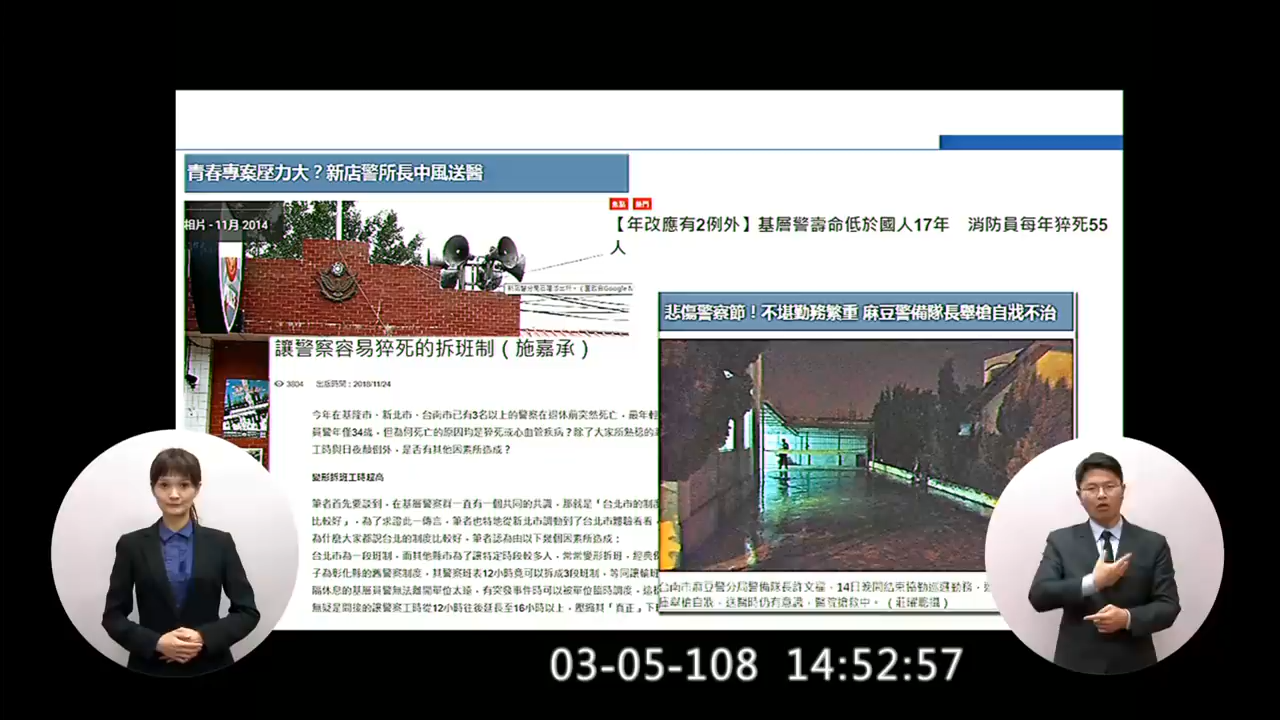 青春專案壓力大？新店警所長中風送醫
相片 - 11月 2014
焦點 熱門
【年改應有2例外】基層警壽命低於國人17年　消防員每年猝死55
人
悲傷警察節！不堪勤務繁重 麻豆警備隊長舉槍自戕不治
讓警察容易猝死的拆班制（施嘉承）
3804 出版時間：2018/11/24
今年在基隆市、新北市、台南市已有3名以上的警察在退休前突然死亡，最年輕
員警年僅34歲，但為何死亡的原因均是猝死或心血管疾病？除了大家所熟稔的
工時與日夜顛倒外，是否有其他因素所造成？
變形拆班工時超高
筆者首先要談到，在基層警察群一直有一個共同的共識，那就是「台北市的制度
比較好」，為了求證此一傳言，筆者也特地從新北市調動到了台北市體驗看看，
為什麼大家都說台北的制度比較好，筆者認為由以下幾個因素所造成：
台北市為一段班制，而其他縣市為了讓特定時段較多人，常常變形拆班，經典
子為彰化縣的舊警察制度，其警察班表12小時竟可以拆成3段班制，等同讓輪班
隔休息的基層員警無法離開單位太遠，有突發事件時可以被單位臨時調度，這
無疑是間接的讓警察工時從12小時往後延長至16小時以上，壓縮其「真正」下
台南市麻豆警分局警備隊長許文權，14日晚間結束協勤巡邏勤務，
舉槍自戕，送醫時仍有意識，醫院搶救中。（莊曜聰攝）
03-05-108 14:52:57